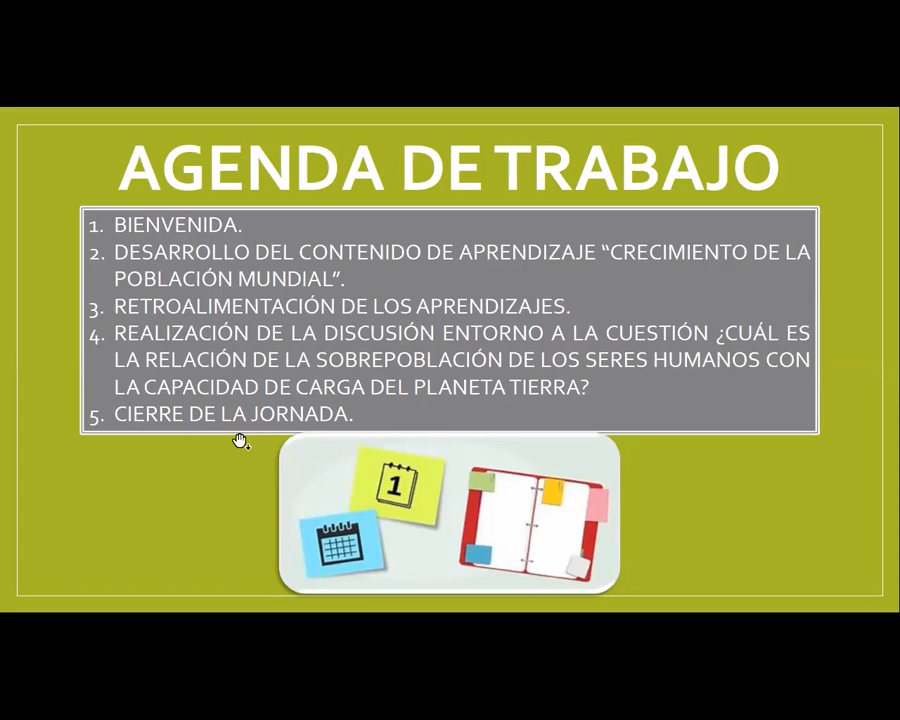 AGENDA DE TRABAJO
1. BIENVENIDA.
2. DESARROLLO DEL CONTENIDO DE APRENDIZAJE “CRECIMIENTO DE LA
POBLACIÓN MUNDIAL”.
3. RETROALIMENTACIÓN DE LOS APRENDIZAJES.
4. REALIZACIÓN DE LA DISCUSIÓN ENTORNO A LA CUESTIÓN ¿CUÁL ES
LA RELACIÓN DE LA SOBREPOBLACIÓN DE LOS SERES HUMANOS CON
LA CAPACIDAD DE CARGA DEL PLANETA TIERRA?
5. CIERRE DE LA JORNADA.
1